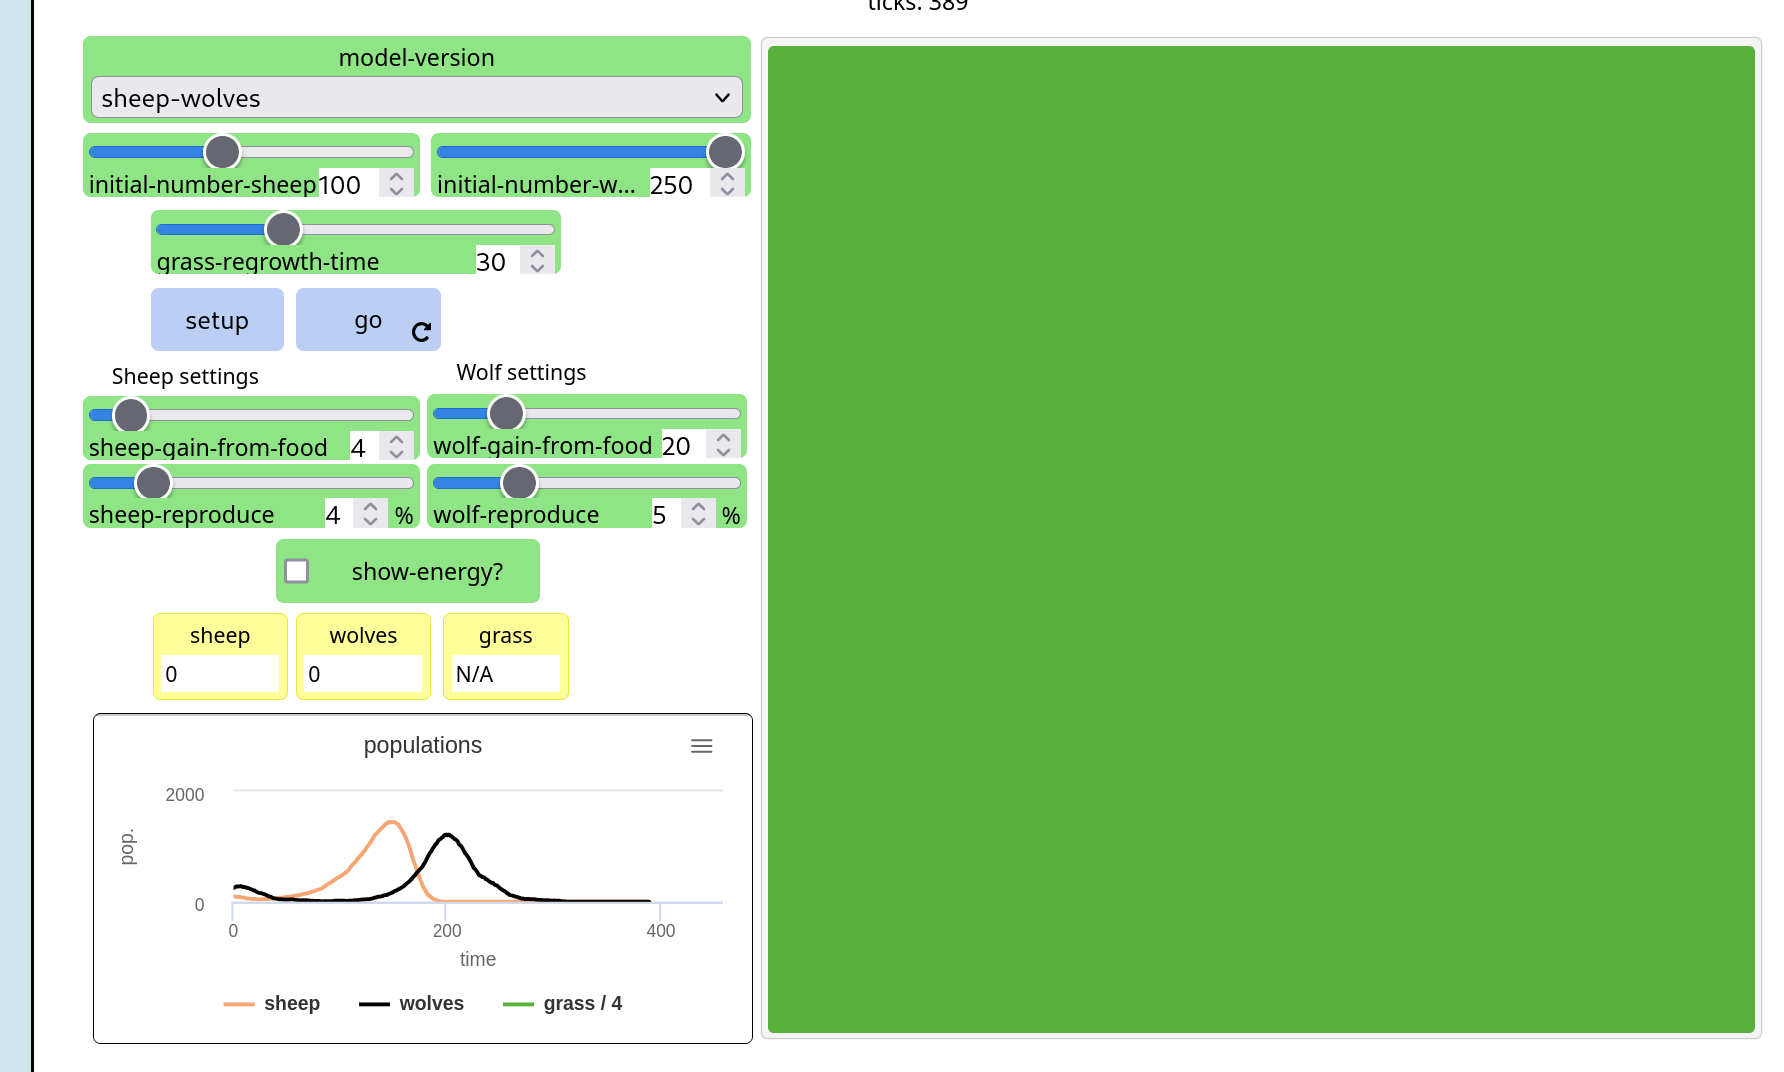 ticks: 389
model-version
sheep-wolves
initial-number-sheep 100
initial-number-w... 250
grass-regrowth-time 30
setup
go
Sheep settings
Wolf settings
sheep-gain-from-food 4
wolf-gain-from-food 20
sheep-reproduce 4 %
wolf-reproduce 5 %
show-energy?
sheep
0
wolves
0
grass
N/A
populations
2000
pop.
0
0 200 400
time
sheep wolves grass / 4